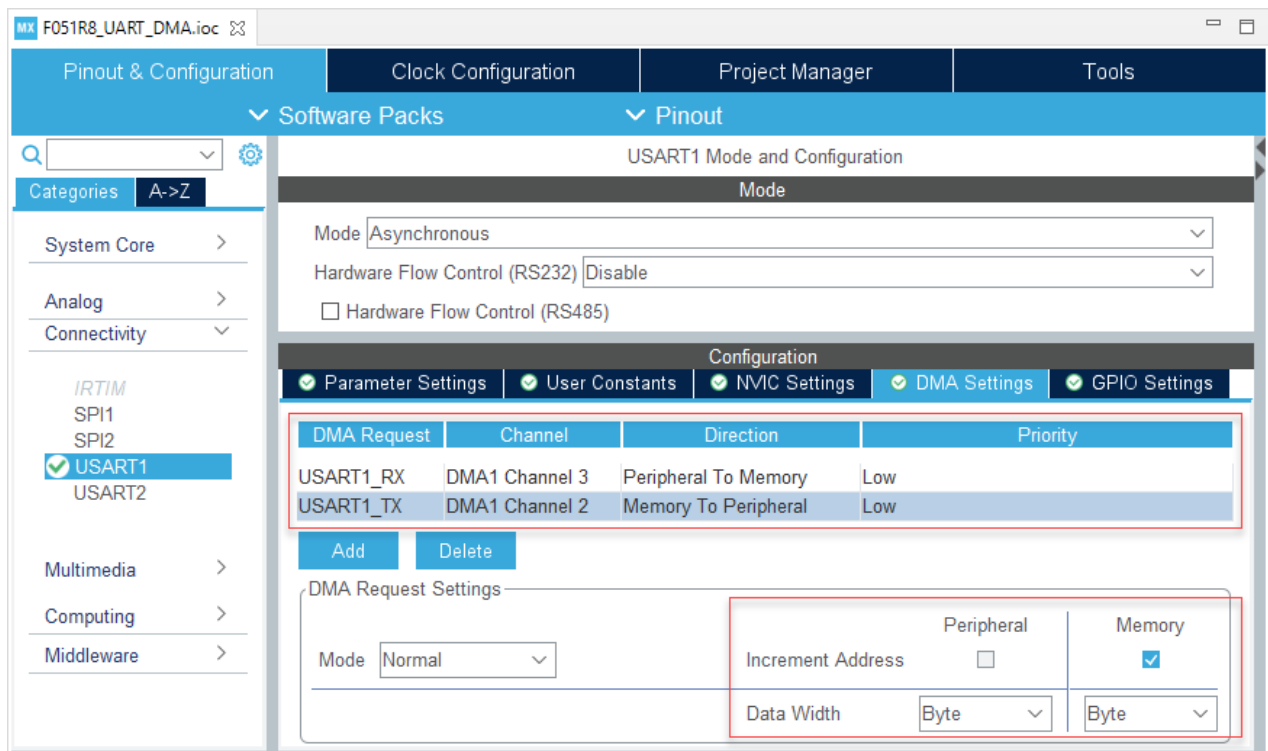 MX F051R8_UART_DMA.ioc
Pinout & Configuration Clock Configuration Project Manager Tools
Software Packs Pinout
USART1 Mode and Configuration
Categories A->Z
Mode
System Core
Mode Asynchronous
Hardware Flow Control (RS232) Disable
Analog
Hardware Flow Control (RS485)
Connectivity
Configuration
Parameter Settings User Constants NVIC Settings DMA Settings GPIO Settings
IRTIM
SPI1
SPI2
USART1
USART2
DMA Request Channel Direction Priority
USART1_RX DMA1 Channel 3 Peripheral To Memory Low
USART1_TX DMA1 Channel 2 Memory To Peripheral Low
Add Delete
Multimedia
Computing
Middleware
DMA Request Settings
Peripheral Memory
Mode Normal Increment Address
Data Width Byte Byte